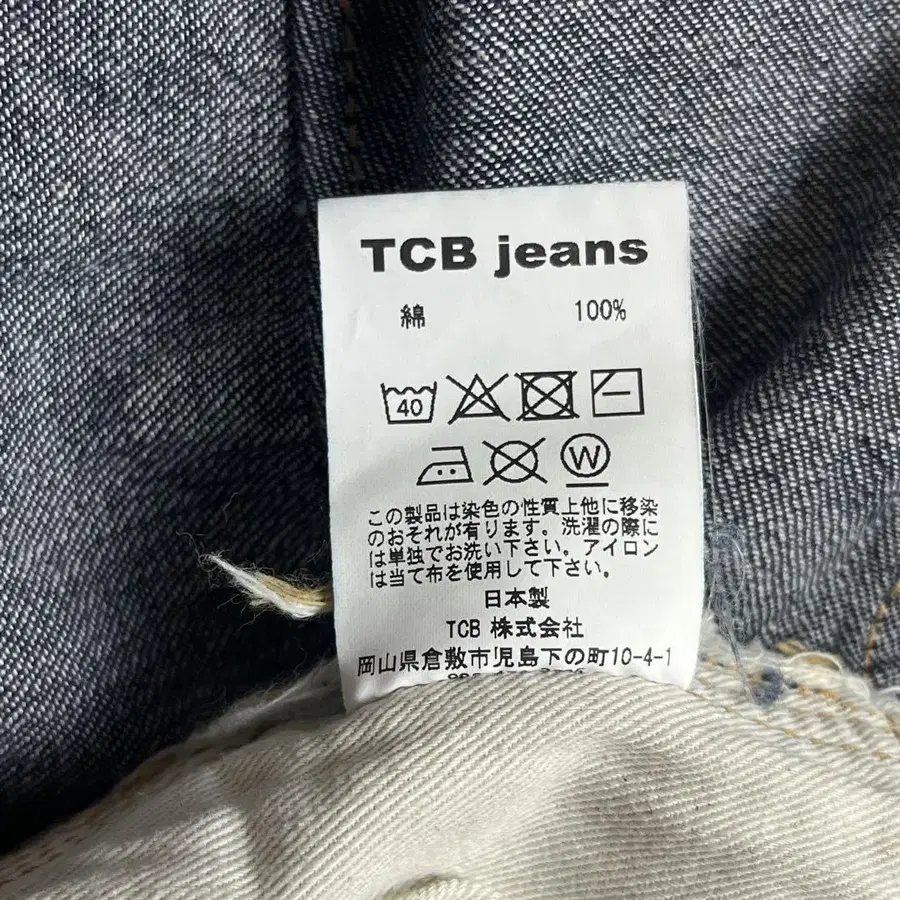 TCB jeans
綿 100%
40
W
この製品は染色の性質上他に移染
のおそれが有ります。洗濯の際に
は単独でお洗い下さい。アイロン
は当て布を使用して下さい。
日本製
TCB 株式会社
岡山県倉敷市児島下の町10-4-1